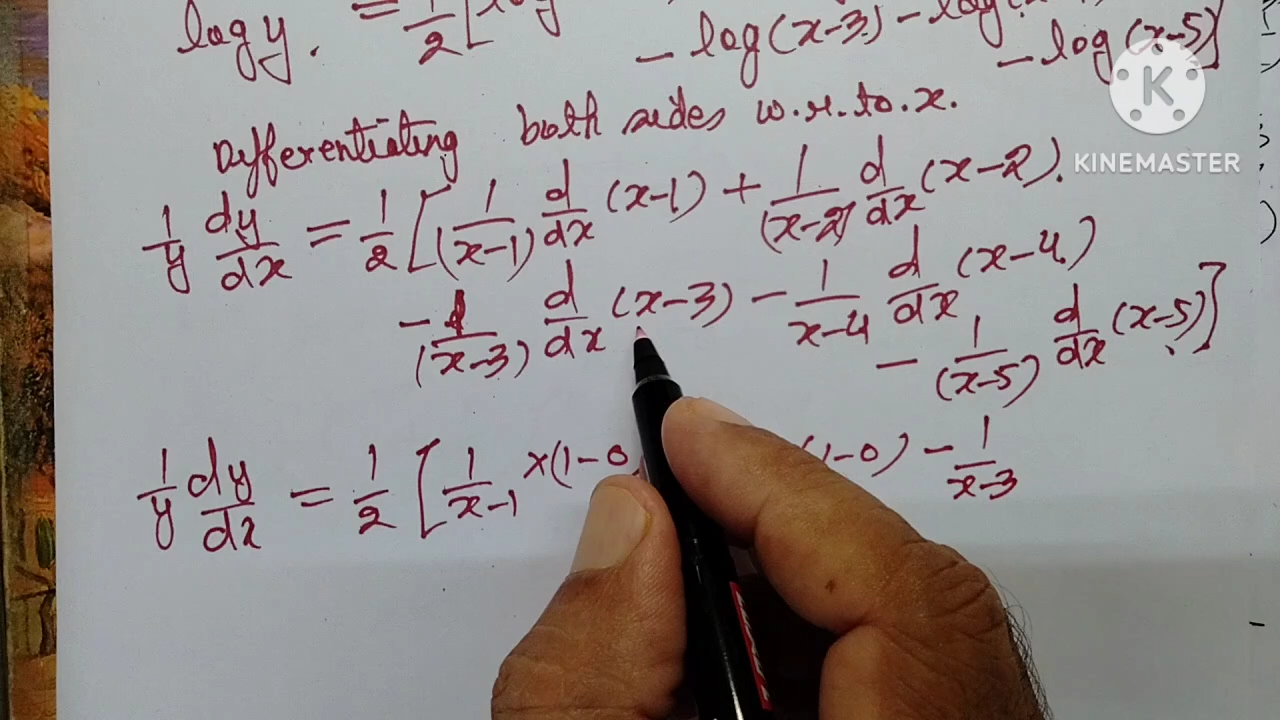 log y. = 1/2 [
- log(x-3) - log
- log(x-5)]
Differentiating both sides w.r.to.x.
1/y dy/dx = 1/2 [1/(x-1) d/dx (x-1) + 1/(x-2) d/dx (x-2).
- 1/(x-3) d/dx (x-3) - 1/x-4 d/dx (x-4)
- 1/(x-5) d/dx (x-5)]
1/y dy/dx = 1/2 [1/x-1 ×(1-0 1-0) - 1/x-3
K
KINEMASTER